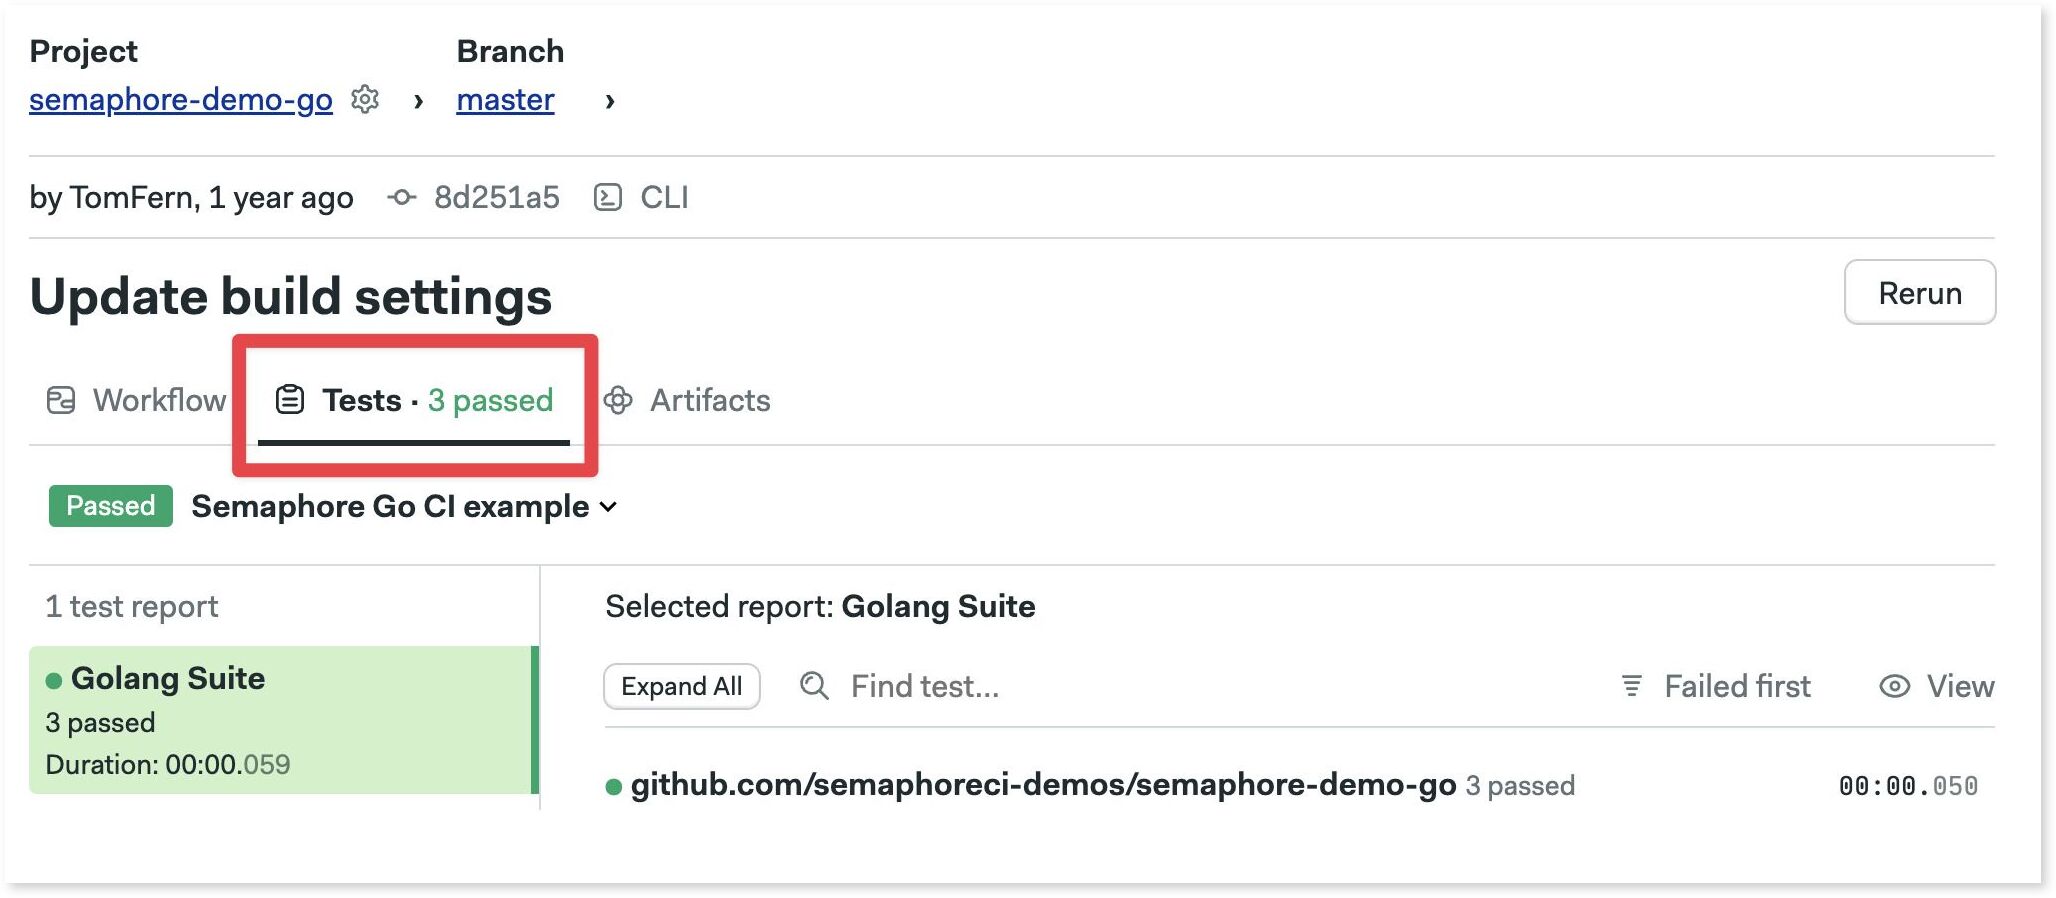 Project
Branch
semaphore-demo-go › master ›
by TomFern, 1 year ago 8d251a5 CLI
Update build settings
Rerun
Workflow Tests · 3 passed Artifacts
Passed Semaphore Go CI example
1 test report
Golang Suite
3 passed
Duration: 00:00.059
Selected report: Golang Suite
Expand All Find test... Failed first View
github.com/semaphoreci-demos/semaphore-demo-go 3 passed 00:00.050